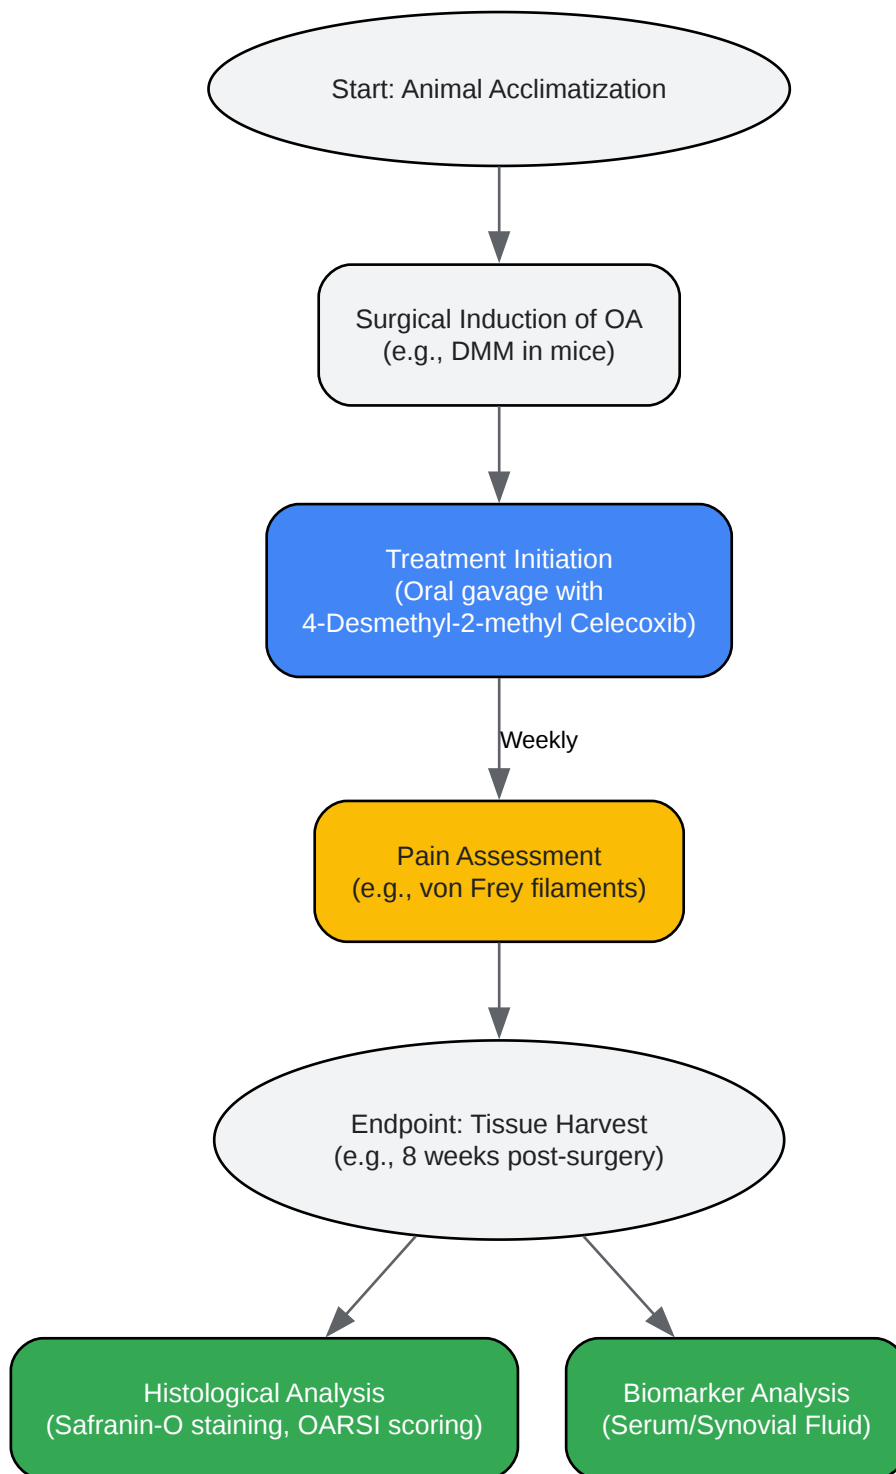 Start: Animal Acclimatization
Surgical Induction of OA
(e.g., DMM in mice)
Treatment Initiation
(Oral gavage with
4-Desmethyl-2-methyl Celecoxib)
Weekly
Pain Assessment
(e.g., von Frey filaments)
Endpoint: Tissue Harvest
(e.g., 8 weeks post-surgery)
Histological Analysis
(Safranin-O staining, OARSI scoring)
Biomarker Analysis
(Serum/Synovial Fluid)